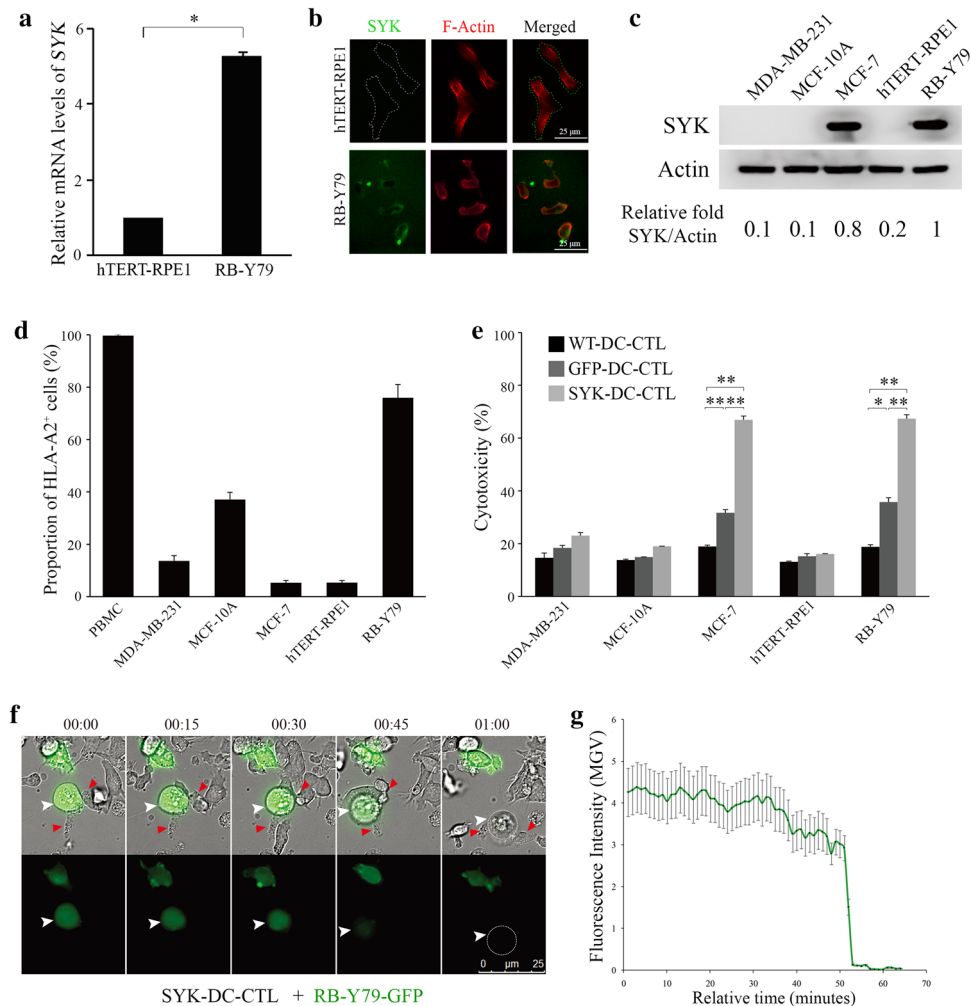 a
*
Relative mRNA levels of SYK
6
4
2
0
hTERT-RPE1
RB-Y79
b
SYK
F-Actin
Merged
hTERT-RPE1
25 μm
RB-Y79
25 μm
c
MDA-MB-231
MCF-10A
MCF-7
hTERT-RPE1
RB-Y79
SYK
Actin
Relative fold
SYK/Actin
0.1 0.1 0.8 0.2 1
d
Proportion of HLA-A2+ cells (%)
100
80
60
40
20
0
PBMC
MDA-MB-231
MCF-10A
MCF-7
hTERT-RPE1
RB-Y79
e
Cytotoxicity (%)
100
80
60
40
20
0
WT-DC-CTL
GFP-DC-CTL
SYK-DC-CTL
**
** **
**
* **
MDA-MB-231
MCF-10A
MCF-7
hTERT-RPE1
RB-Y79
f
00:00 00:15 00:30 00:45 01:00
0 μm 25
SYK-DC-CTL + RB-Y79-GFP
g
Fluorescence Intensity (MGV)
6
5
4
3
2
1
0
0 10 20 30 40 50 60 70
Relative time (minutes)